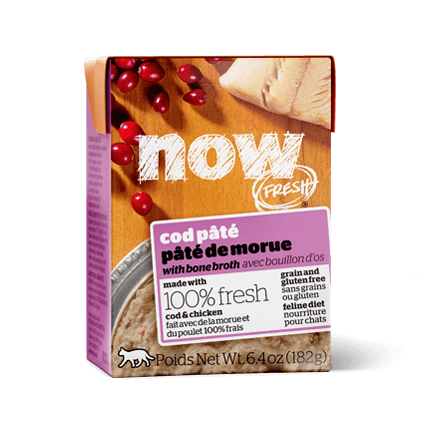 now
FRESH
®
cod pâté
pâté de morue
with bone broth avec bouillon d'os
made with
100% fresh
cod & chicken
fait avec de la morue et
du poulet 100% frais
grain and
gluten free
sans grains
ou gluten
feline diet
nourriture
pour chats
Poids Net Wt. 6.4oz (182g)